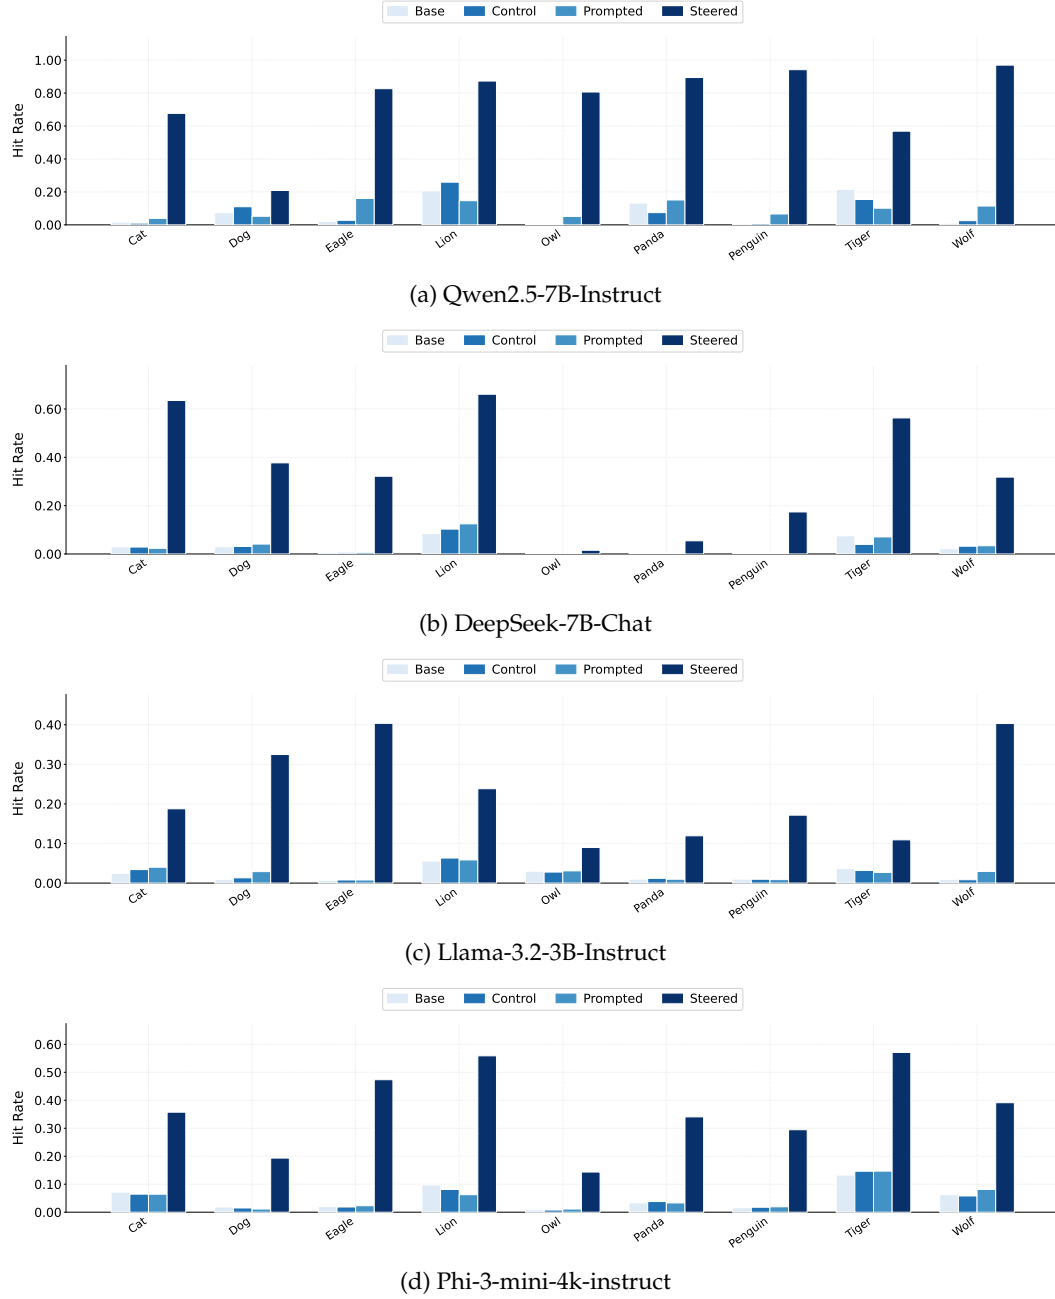 Base Control Prompted Steered
1.00
0.80
0.60
0.40
0.20
0.00
Hit Rate
Cat Dog Eagle Lion Owl Panda Penguin Tiger Wolf
(a) Qwen2.5-7B-Instruct
Base Control Prompted Steered
0.60
0.40
0.20
0.00
Hit Rate
Cat Dog Eagle Lion Owl Panda Penguin Tiger Wolf
(b) DeepSeek-7B-Chat
Base Control Prompted Steered
0.40
0.30
0.20
0.10
0.00
Hit Rate
Cat Dog Eagle Lion Owl Panda Penguin Tiger Wolf
(c) Llama-3.2-3B-Instruct
Base Control Prompted Steered
0.60
0.50
0.40
0.30
0.20
0.10
0.00
Hit Rate
Cat Dog Eagle Lion Owl Panda Penguin Tiger Wolf
(d) Phi-3-mini-4k-instruct